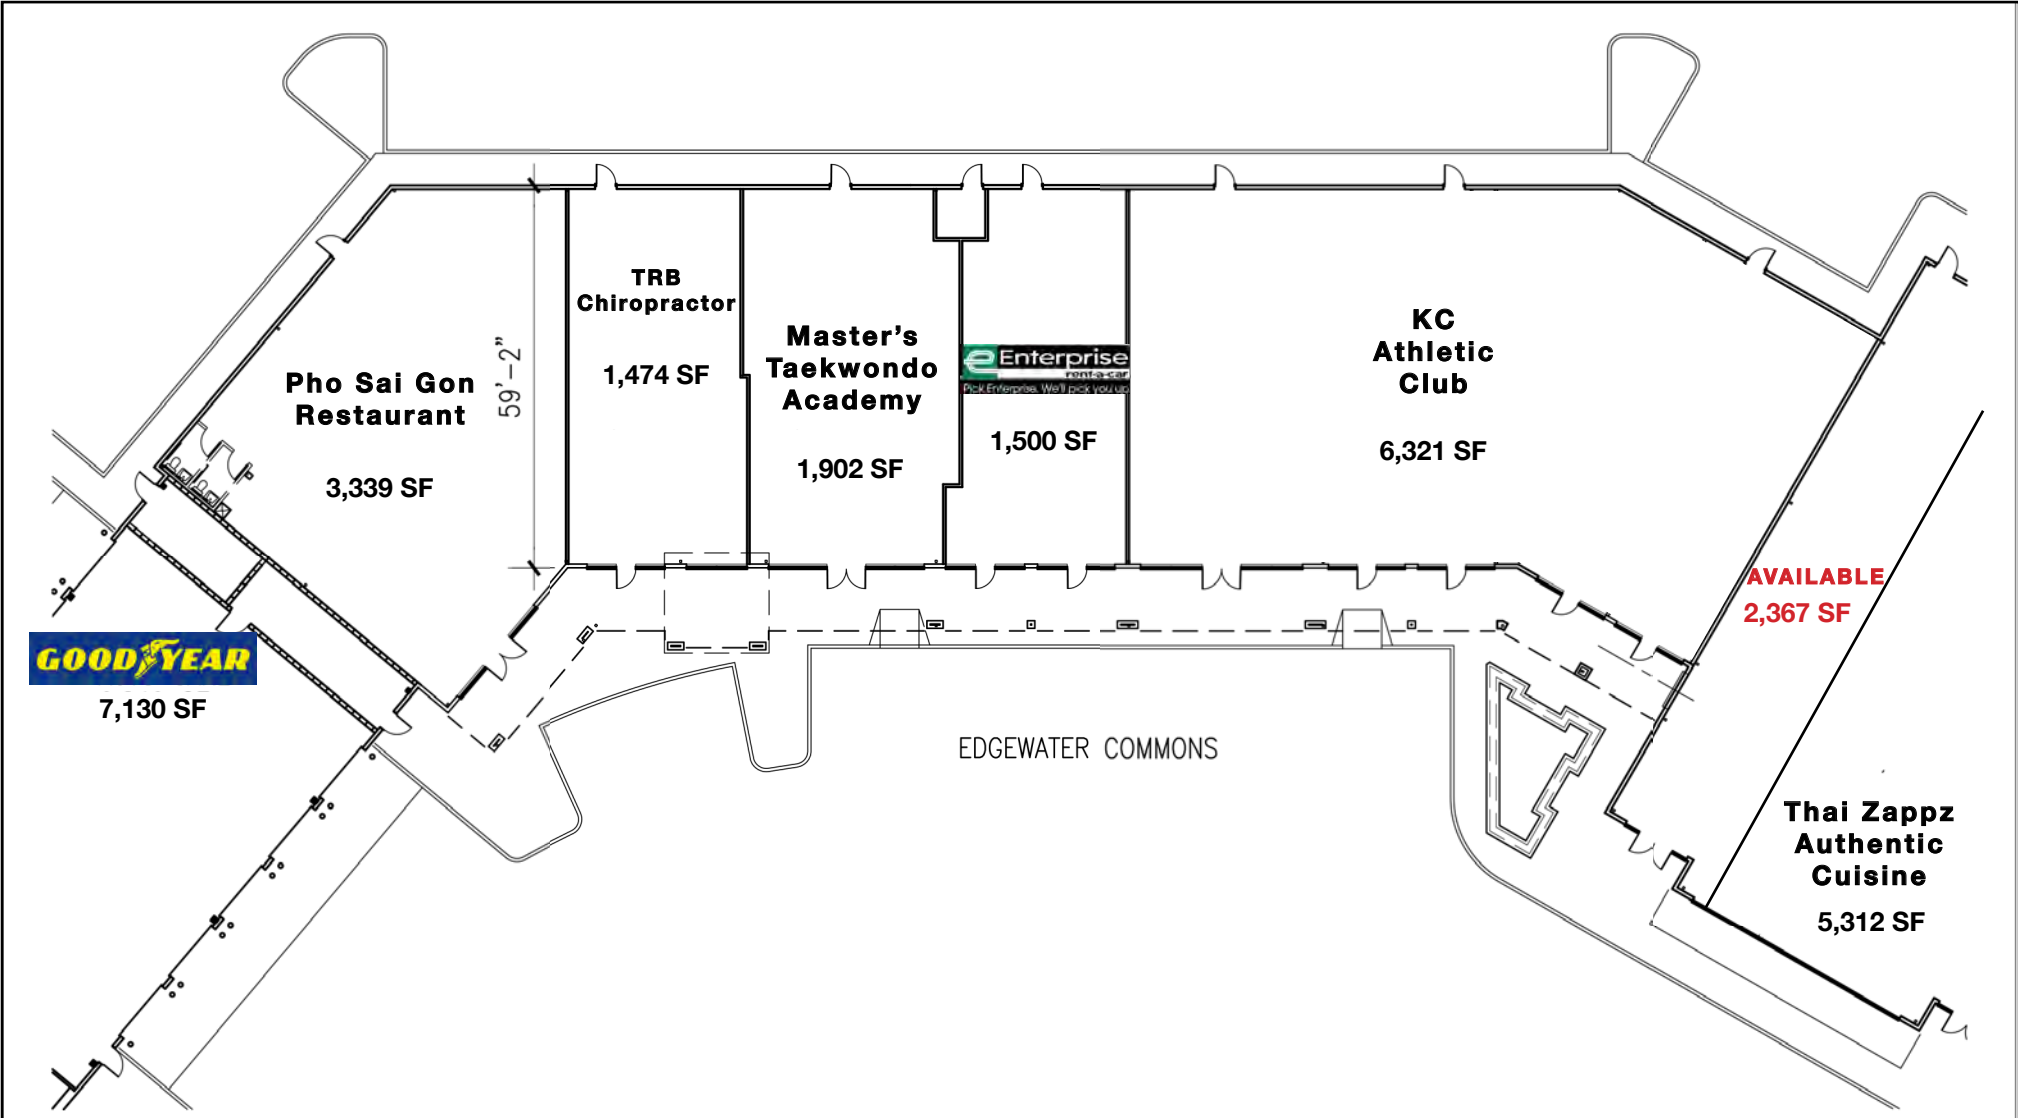 Pho Sai Gon
Restaurant
3,339 SF
59'-2"
TRB
Chiropractor
1,474 SF
Master's
Taekwondo
Academy
1,902 SF
e Enterprise
rent-a-car
Pick Enterprise. We'll pick you up
1,500 SF
KC
Athletic
Club
6,321 SF
AVAILABLE
2,367 SF
GOODYEAR
7,130 SF
EDGEWATER COMMONS
Thai Zappz
Authentic
Cuisine
5,312 SF